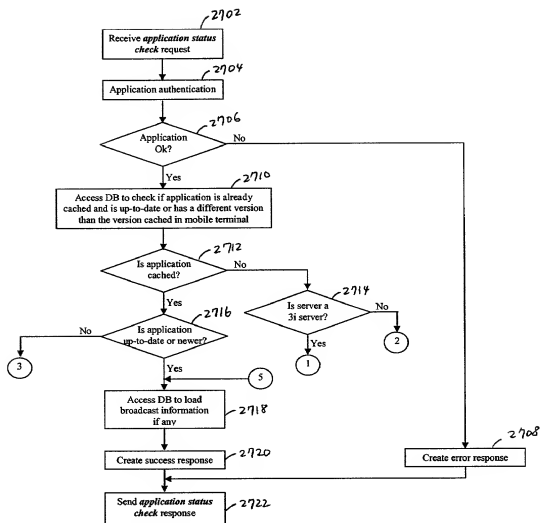 2702
Receive application status
check request
2704
Application authentication
2706
Application
Ok?
No
Yes
2710
Access DB to check if application is already
cached and is up-to-date or has a different version
than the version cached in mobile terminal
2712
Is application
cached?
No
Yes
2714
Is server a
3i server?
No
2
Yes
1
2716
Is application
up-to-date or newer?
No
3
Yes
5
Access DB to load
broadcast information
if any
2718
2708
Create error response
Create success response
2720
Send application status
check response
2722